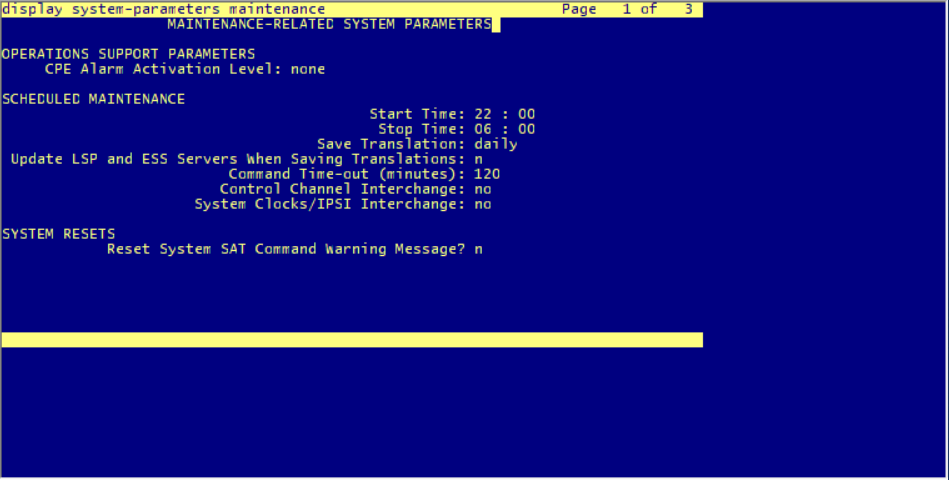 display system-parameters maintenance Page 1 of 3
MAINTENANCE-RELATED SYSTEM PARAMETERS
OPERATIONS SUPPORT PARAMETERS
CPE Alarm Activation Level: none
SCHEDULED MAINTENANCE
Start Time: 22 : 00
Stop Time: 06 : 00
Save Translation: daily
Update LSP and ESS Servers When Saving Translations: n
Command Time-out (minutes): 120
Control Channel Interchange: no
System Clocks/IPSI Interchange: no
SYSTEM RESETS
Reset System SAT Command Warning Message? n